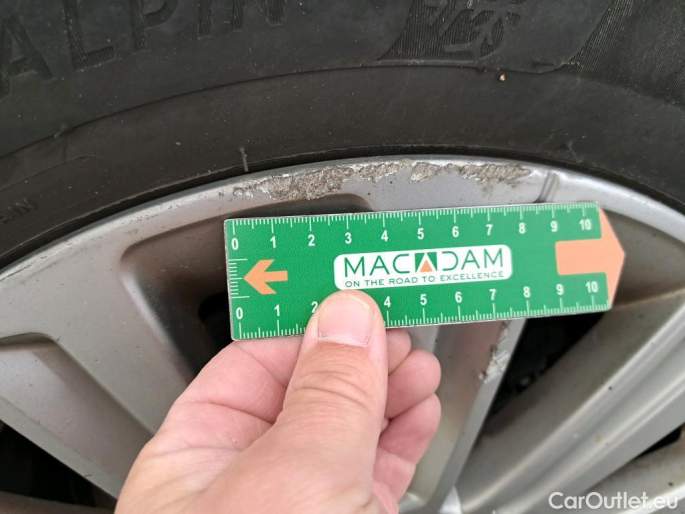 ALPIN
0 1 2 3 4 5 6 7 8 9 10
MACADAM
ON THE ROAD TO EXCELLENCE
0 1 2 4 5 6 7 8 9 10
CarOutlet.eu